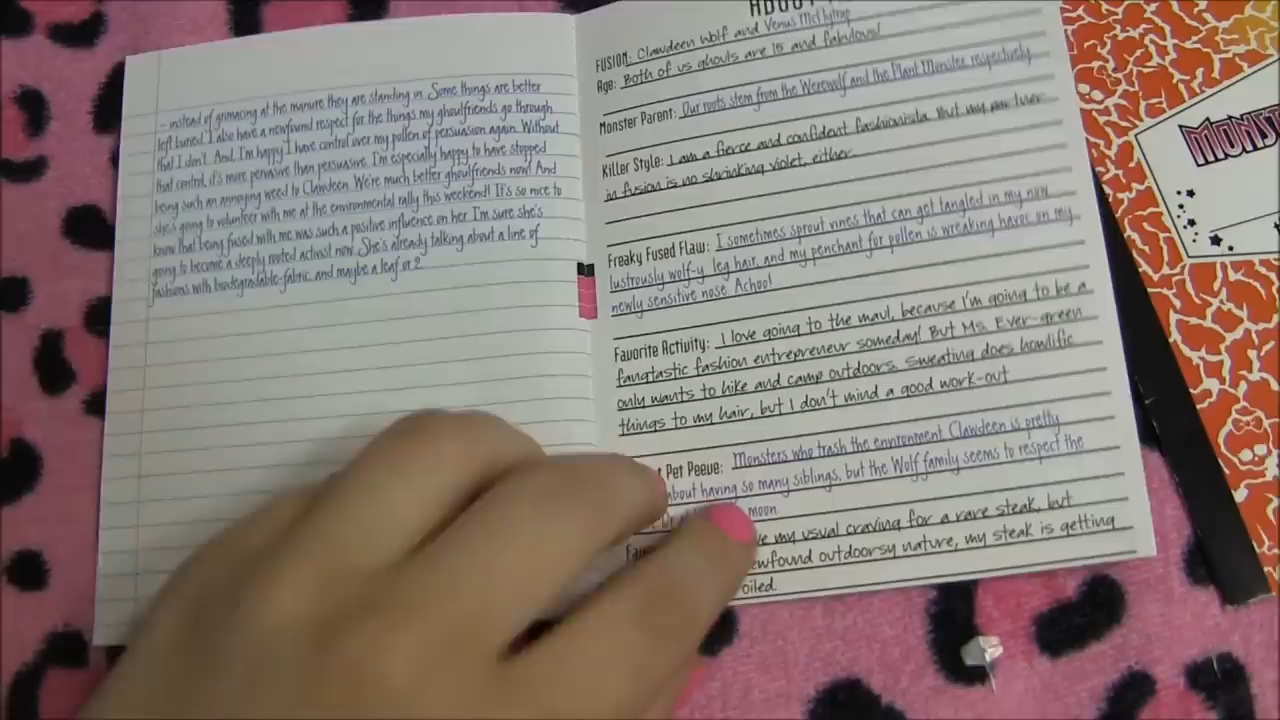 - instead of grimacing at the manure they are standing in. Some things are better
left buried. I also have a newfound respect for the things my ghoulfriends go through
that I don't. And, I'm happy I have control over my pollen of persuasion again. Without
that control, it's more pervasive than persuasive. I'm especially happy to have stopped
being such an annoying weed to Clawdeen. We're much better ghoulfriends now! And
she's going to volunteer with me at the environmental rally this weekend! It's so nice to
know that being fused with me was such a positive influence on her. I'm sure she's
going to become a deeply rooted activist now. She's already talking about a line of
fashions with biodegradable fabric and maybe a leaf or 2
ABOUT
FUSION: Clawdeen Wolf and Venus McFlytrap
Age: Both of us ghouls are 15 and fabulous!
Monster Parent: Our roots stem from the Werewolf and the Plant Monster respectively
Killer Style: I am a fierce and confident fashionista. But my partner
in fusion is no shrinking violet, either
Freaky Fused Flaw: I sometimes sprout vines that can get tangled in my now
lustrously wolf-y leg hair, and my penchant for pollen is wreaking havoc on my
newly sensitive nose. Achoo!
Favorite Activity: I love going to the maul, because I'm going to be a
fangtastic fashion entrepreneur someday! But Ms. Ever-green
only wants to hike and camp outdoors. Sweating does howlific
things to my hair, but I don't mind a good work-out
Pet Peeve: Monsters who trash the environment. Clawdeen is pretty
about having so many siblings, but the Wolf family seems to respect the
moon
my usual craving for a rare steak, but
newfound outdoorsy nature, my steak is getting
oiled.
MONST